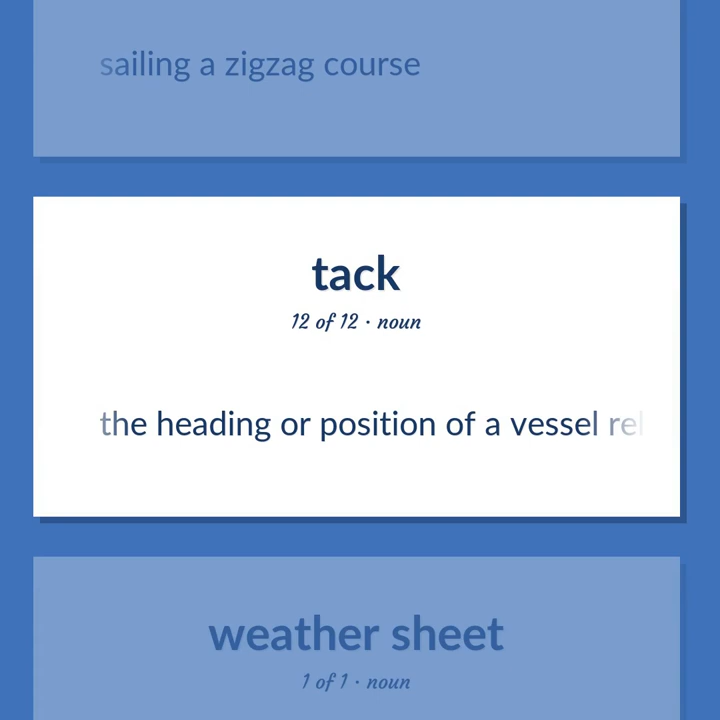 sailing a zigzag course
tack
12 of 12 · noun
the heading or position of a vessel
weather sheet
1 of 1 · noun